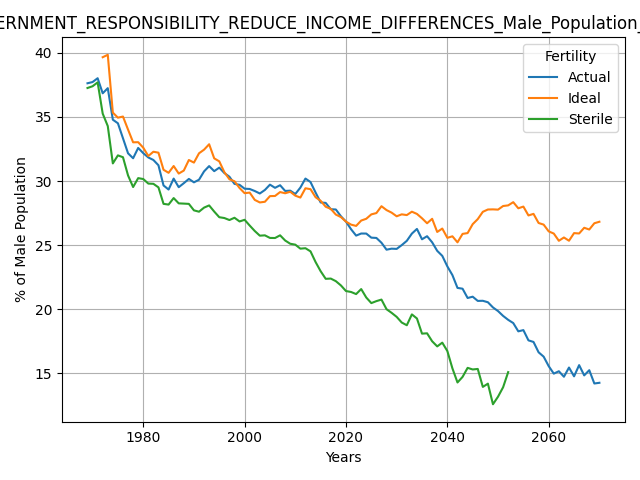 ERNMENT_RESPONSIBILITY_REDUCE_INCOME_DIFFERENCES_Male_Population_
Fertility
Actual
Ideal
Sterile
% of Male Population
40
35
30
25
20
15
1980 2000 2020 2040 2060
Years